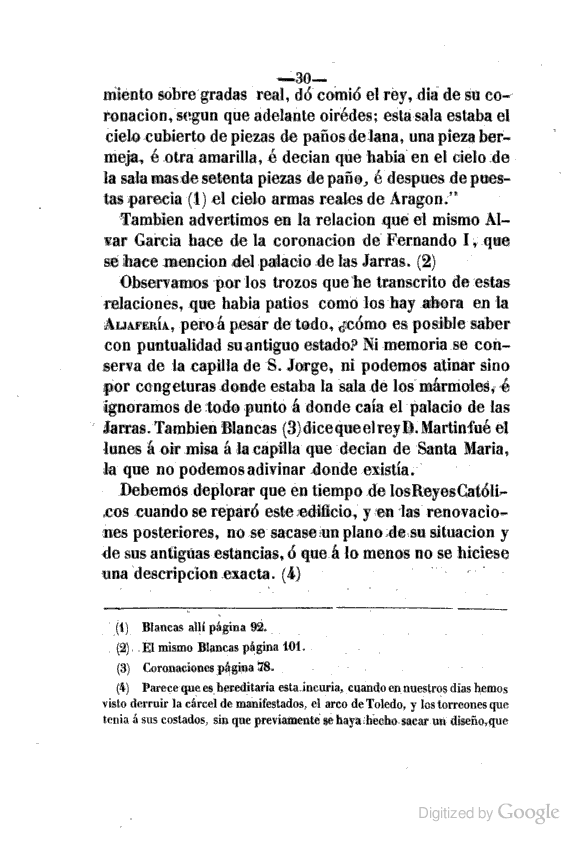 —30—
miento sobre gradas real, dó comió el rey, dia de su co-
ronacion, segun que adelante oirédes; esta sala estaba el
cielo cubierto de piezas de paños de lana, una pieza ber-
meja, é otra amarilla, é decian que habia en el cielo de
la sala mas de setenta piezas de paño, é despues de pues-
tas parecia (1) el cielo armas reales de Aragon."
Tambien advertimos en la relacion que el mismo Al-
var Garcia hace de la coronacion de Fernando I, que
se hace mencion del palacio de las Jarras. (2)
Observamos por los trozos que he transcrito de estas
relaciones, que habia patios como los hay ahora en la
ALJAFERÍA, pero á pesar de todo, ¿cómo es posible saber
con puntualidad su antiguo estado? Ni memoria se con-
serva de la capilla de S. Jorge, ni podemos atinar sino
por congeturas donde estaba la sala de los mármoles, é
ignoramos de todo punto á donde caía el palacio de las
Jarras. Tambien Blancas (3) dice que el rey D. Martin fué el
lunes á oir misa á la capilla que decian de Santa Maria,
la que no podemos adivinar donde existía.
Debemos deplorar que en tiempo de los Reyes Católi-
cos cuando se reparó este edificio, y en las renovacio-
nes posteriores, no se sacase un plano de su situacion y
de sus antiguas estancias, ó que á lo menos no se hiciese
una descripcion exacta. (4)
(1) Blancas allí página 92.
(2) El mismo Blancas página 101.
(3) Coronaciones página 78.
(4) Parece que es hereditaria esta incuria, cuando en nuestros dias hemos
visto derruir la cárcel de manifestados, el arco de Toledo, y los torreones que
tenia á sus costados, sin que previamente se haya hecho sacar un diseño, que
Digitized by Google